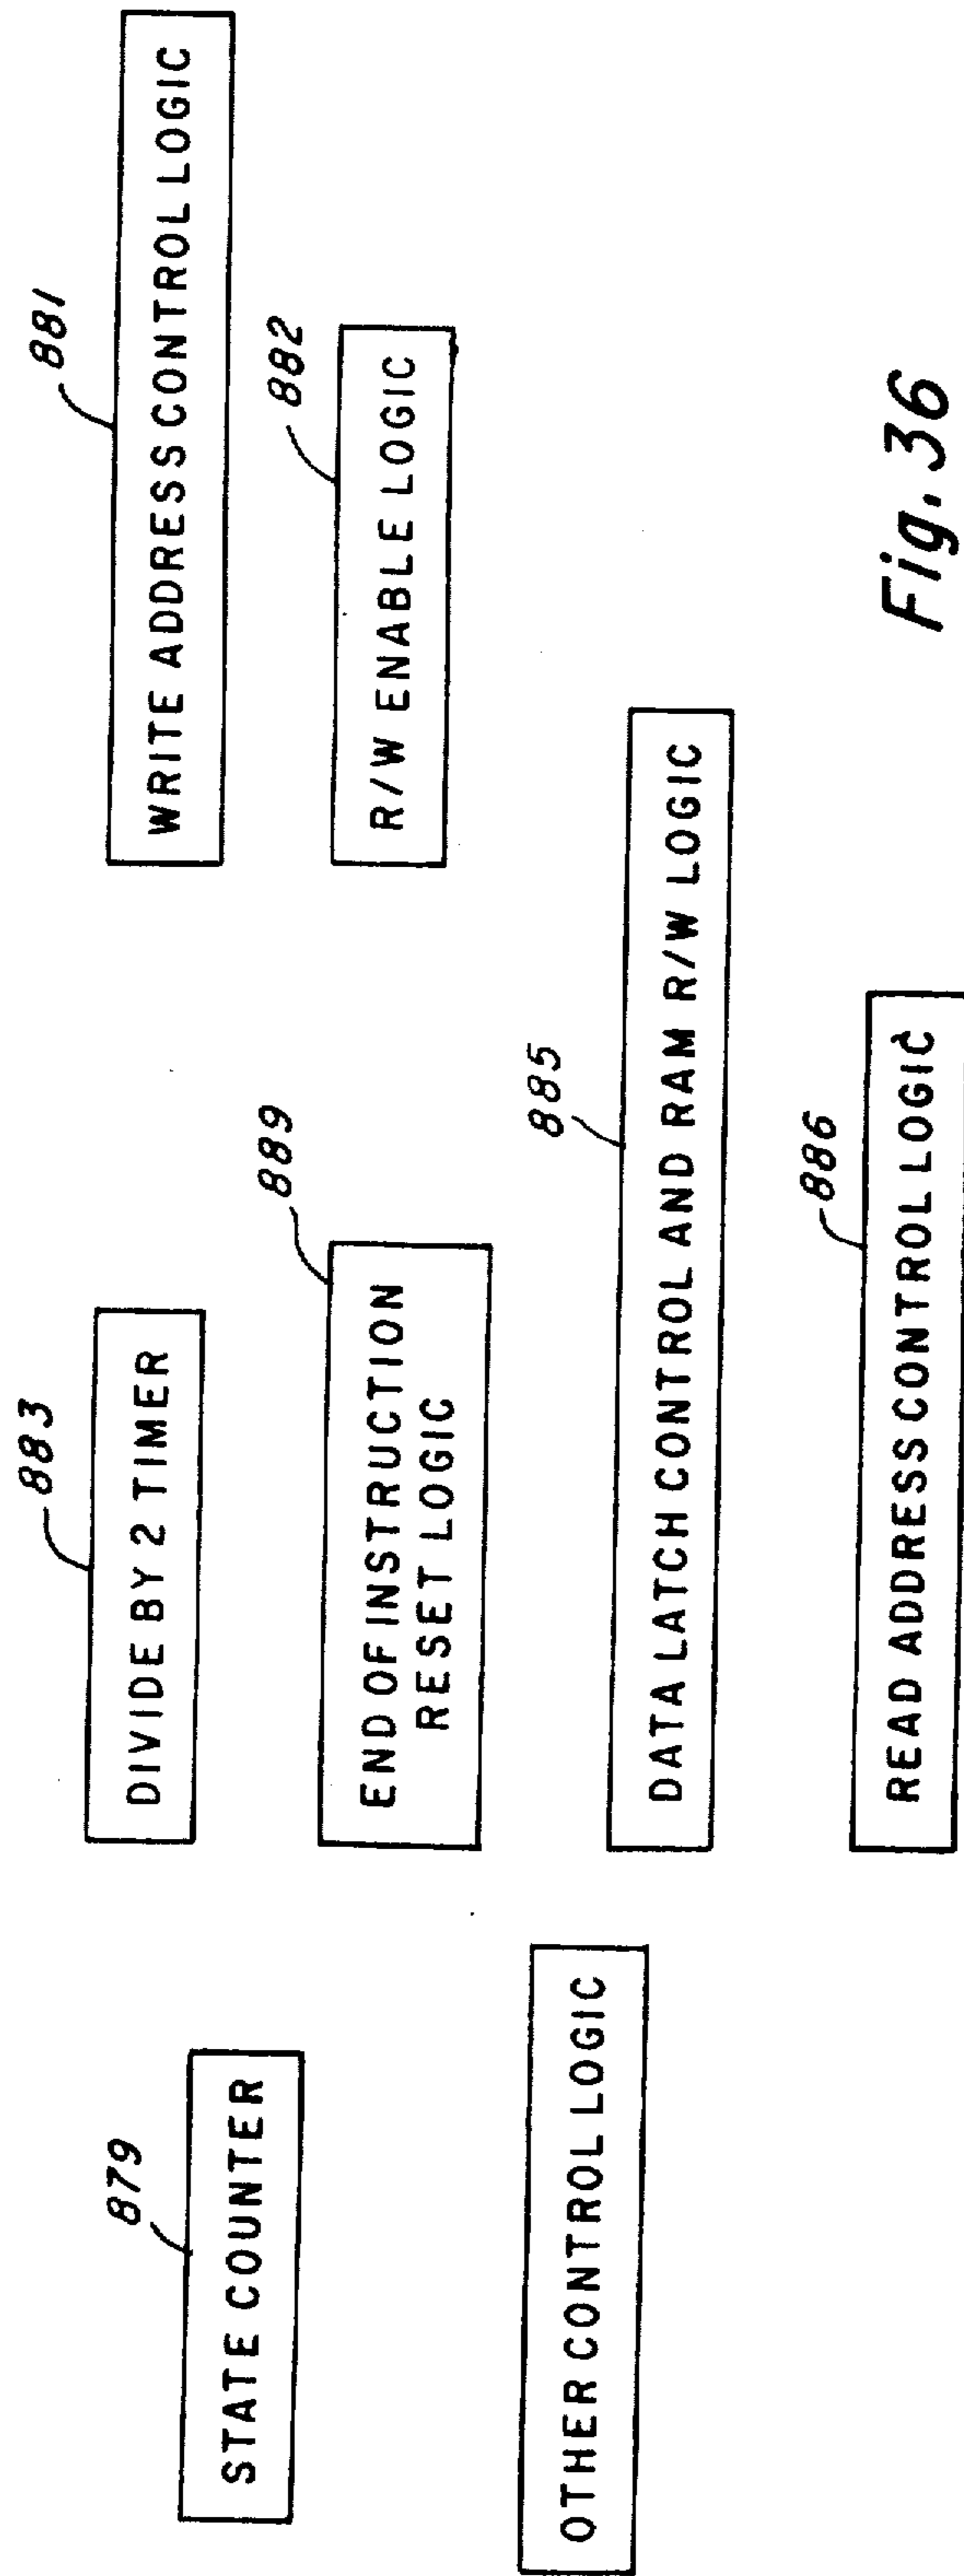 879
STATE COUNTER
OTHER CONTROL LOGIC
883
DIVIDE BY 2 TIMER
889
END OF INSTRUCTION
RESET LOGIC
885
DATA LATCH CONTROL AND RAM R/W LOGIC
886
READ ADDRESS CONTROL LOGIC
881
WRITE ADDRESS CONTROL LOGIC
882
R/W ENABLE LOGIC
Fig. 36